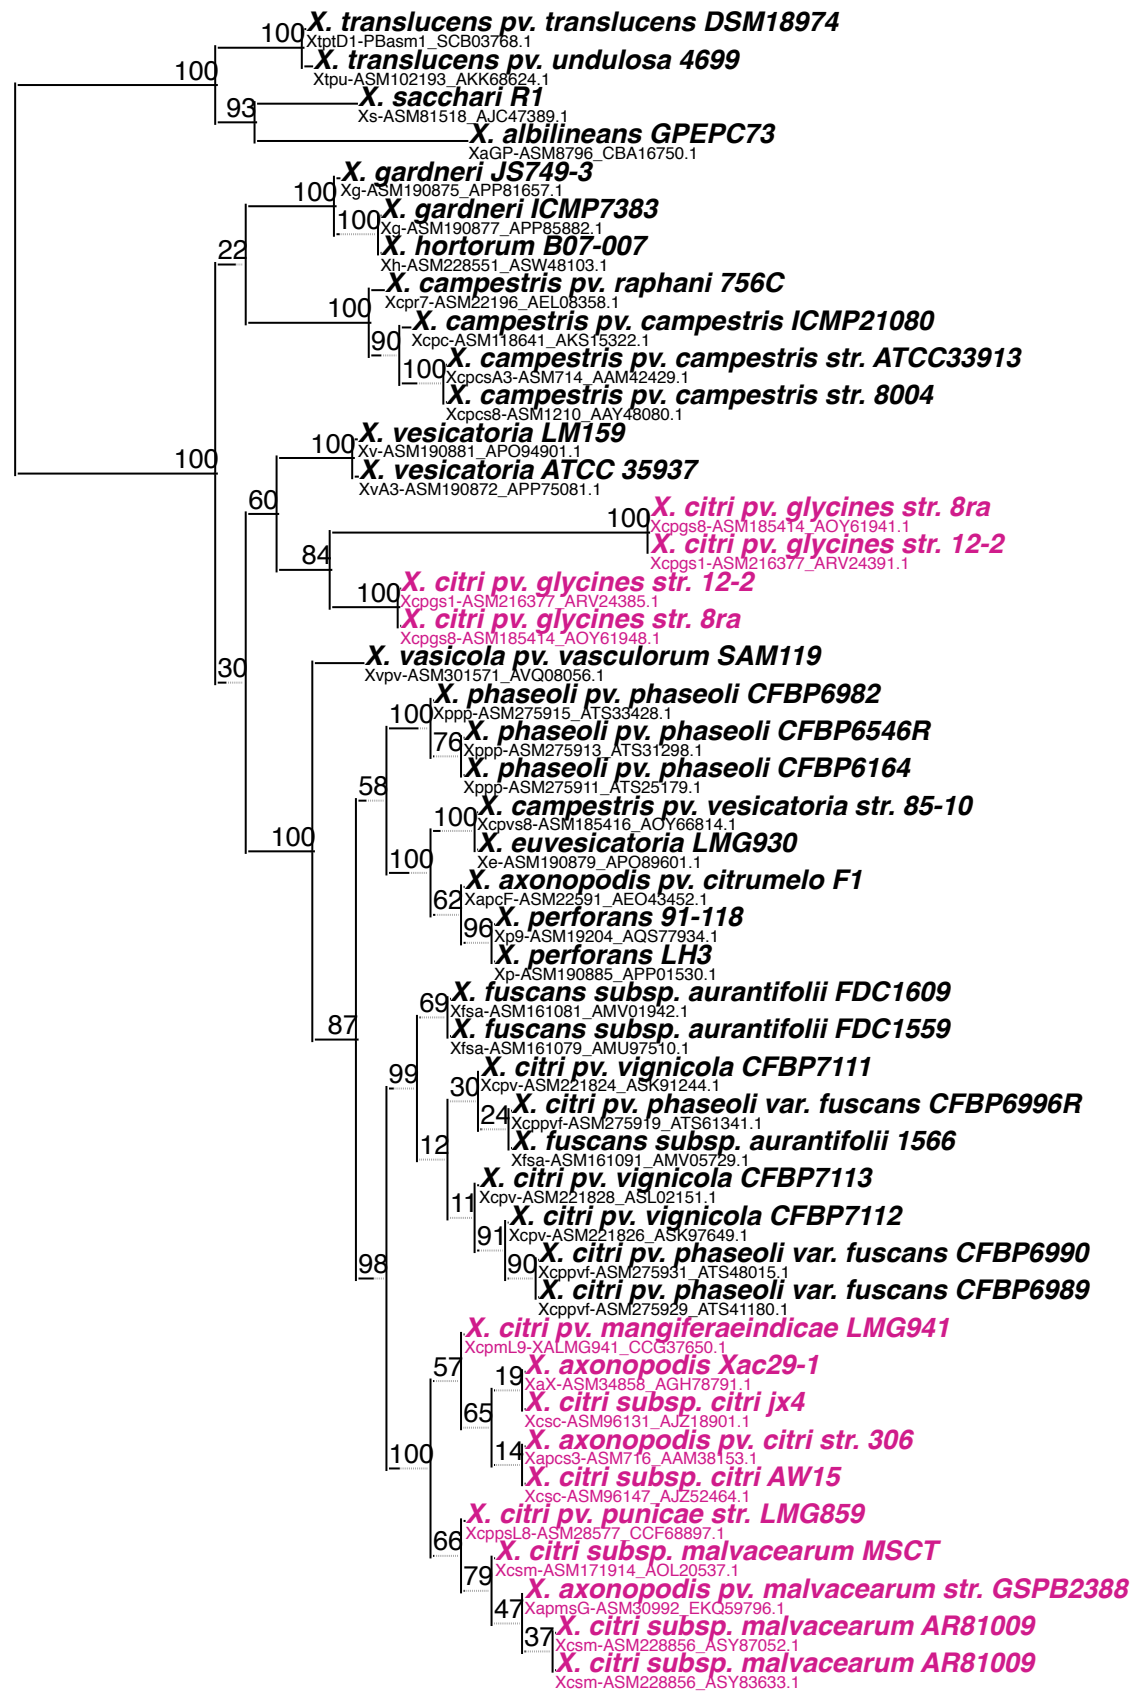 100
X. translucens pv. translucens DSM18974
XtptD1-PBasm1_SCB03768.1
X. translucens pv. undulosa 4699
Xtpu-ASM102193_AKK68624.1
100
93
X. sacchari R1
Xs-ASM81518_AJC47389.1
X. albilineans GPEPC73
XaGP-ASM8796_CBA16750.1
X. gardneri JS749-3
Xg-ASM190875_APP81657.1
100
100
X. gardneri ICMP7383
Xg-ASM190877_APP85882.1
X. hortorum B07-007
Xh-ASM228551_ASW48103.1
22
X. campestris pv. raphani 756C
Xcpr7-ASM22196_AEL08358.1
100
X. campestris pv. campestris ICMP21080
Xcpc-ASM118641_AKS15322.1
90
X. campestris pv. campestris str. ATCC33913
XcpcsA3-ASM714_AAM42429.1
100
X. campestris pv. campestris str. 8004
Xcpcs8-ASM1210_AAY48080.1
X. vesicatoria LM159
Xv-ASM190881_APO94901.1
100
X. vesicatoria ATCC 35937
XvA3-ASM190872_APP75081.1
100
60
X. citri pv. glycines str. 8ra
Xcpgs8-ASM185414_AOY61941.1
100
X. citri pv. glycines str. 12-2
Xcpgs1-ASM216377_ARV24391.1
84
X. citri pv. glycines str. 12-2
Xcpgs1-ASM216377_ARV24385.1
100
X. citri pv. glycines str. 8ra
Xcpgs8-ASM185414_AOY61948.1
30
X. vasicola pv. vasculorum SAM119
Xvpv-ASM301571_AVQ08056.1
X. phaseoli pv. phaseoli CFBP6982
Xppp-ASM275915_ATS33428.1
100
X. phaseoli pv. phaseoli CFBP6546R
Xppp-ASM275913_ATS31298.1
76
X. phaseoli pv. phaseoli CFBP6164
Xppp-ASM275911_ATS25179.1
58
X. campestris pv. vesicatoria str. 85-10
Xcpvs8-ASM185416_AOY66814.1
100
X. euvesicatoria LMG930
Xe-ASM190879_APO89601.1
100
100
X. axonopodis pv. citrumelo F1
XapcF-ASM22591_AEO43452.1
62
X. perforans 91-118
Xp9-ASM19204_AQS77934.1
96
X. perforans LH3
Xp-ASM190885_APP01530.1
87
X. fuscans subsp. aurantifolii FDC1609
Xfsa-ASM161081_AMV01942.1
69
X. fuscans subsp. aurantifolii FDC1559
Xfsa-ASM161079_AMU97510.1
99
X. citri pv. vignicola CFBP7111
Xcpv-ASM221824_ASK91244.1
30
X. citri pv. phaseoli var. fuscans CFBP6996R
Xcppvf-ASM275919_ATS61341.1
24
X. fuscans subsp. aurantifolii 1566
Xfsa-ASM161091_AMV05729.1
12
X. citri pv. vignicola CFBP7113
Xcpv-ASM221828_ASL02151.1
11
X. citri pv. vignicola CFBP7112
Xcpv-ASM221826_ASK97649.1
91
X. citri pv. phaseoli var. fuscans CFBP6990
Xcppvf-ASM275931_ATS48015.1
90
X. citri pv. phaseoli var. fuscans CFBP6989
Xcppvf-ASM275929_ATS41180.1
98
X. citri pv. mangiferaeindicae LMG941
XcpmL9-XALMG941_CCG37650.1
57
X. axonopodis Xac29-1
XaX-ASM34858_AGH78791.1
19
X. citri subsp. citri jx4
Xcsc-ASM96131_AJZ18901.1
65
X. axonopodis pv. citri str. 306
Xapcs3-ASM716_AAM38153.1
14
X. citri subsp. citri AW15
Xcsc-ASM96147_AJZ52464.1
100
X. citri pv. punicae str. LMG859
XcppsL8-ASM28577_CCF68897.1
66
X. citri subsp. malvacearum MSCT
Xcsm-ASM171914_AOL20537.1
79
X. axonopodis pv. malvacearum str. GSPB2388
XapmsG-ASM30992_EKQ59796.1
47
X. citri subsp. malvacearum AR81009
Xcsm-ASM228856_ASY87052.1
37
X. citri subsp. malvacearum AR81009
Xcsm-ASM228856_ASY83633.1